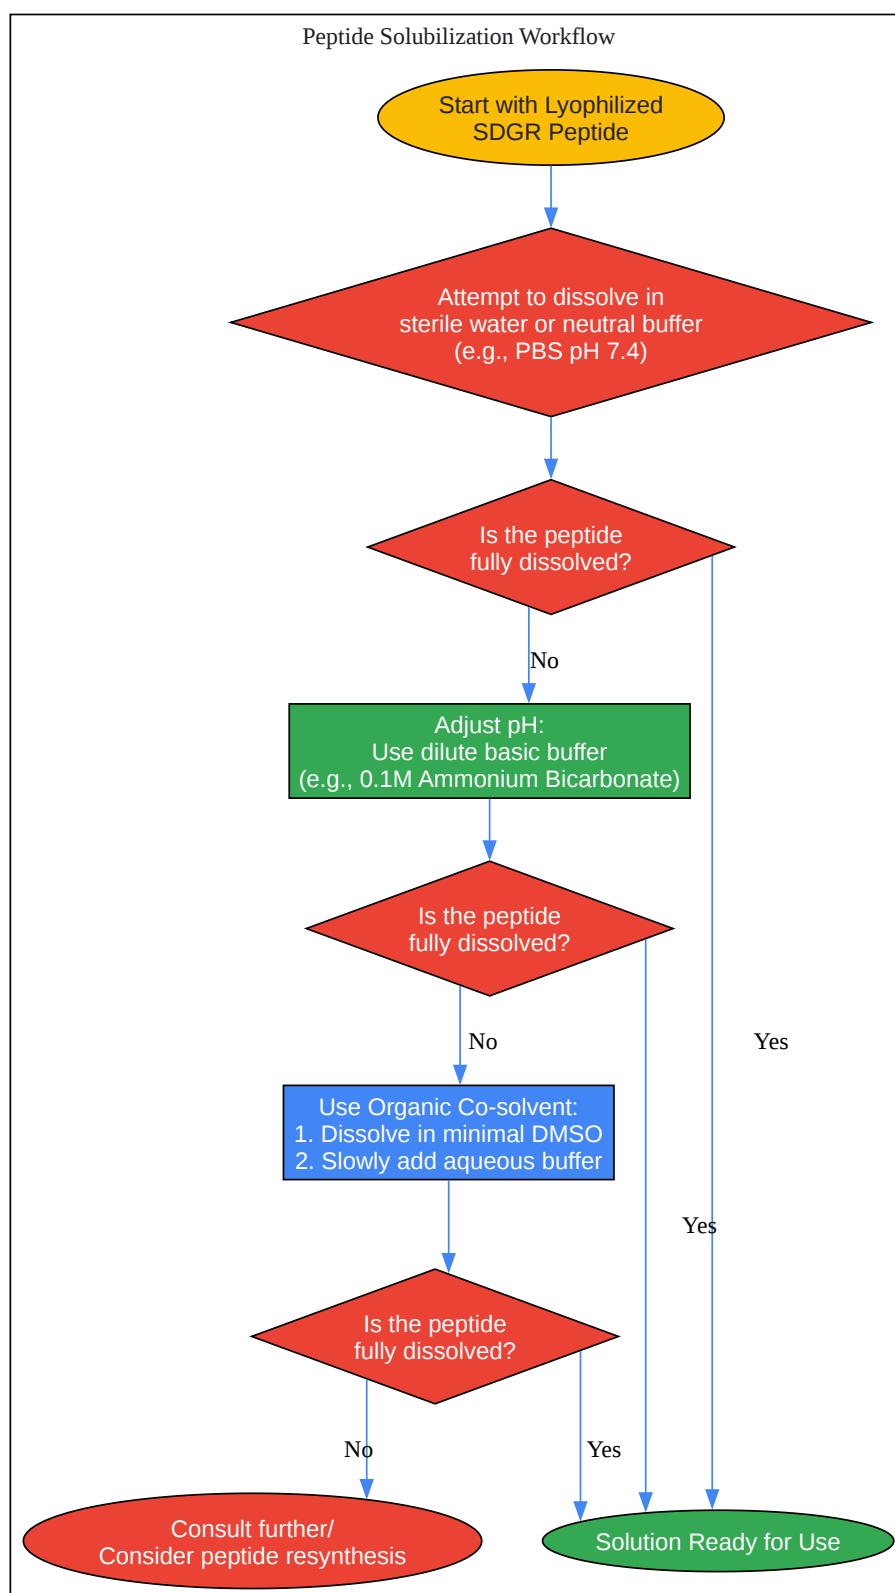 Peptide Solubilization Workflow
Start with Lyophilized
SDGR Peptide
Attempt to dissolve in
sterile water or neutral buffer
(e.g., PBS pH 7.4)
Is the peptide
fully dissolved?
No
Adjust pH:
Use dilute basic buffer
(e.g., 0.1M Ammonium Bicarbonate)
Is the peptide
fully dissolved?
No
Yes
Use Organic Co-solvent:
1. Dissolve in minimal DMSO
2. Slowly add aqueous buffer
Yes
Is the peptide
fully dissolved?
No
Yes
Consult further/
Consider peptide resynthesis
Solution Ready for Use